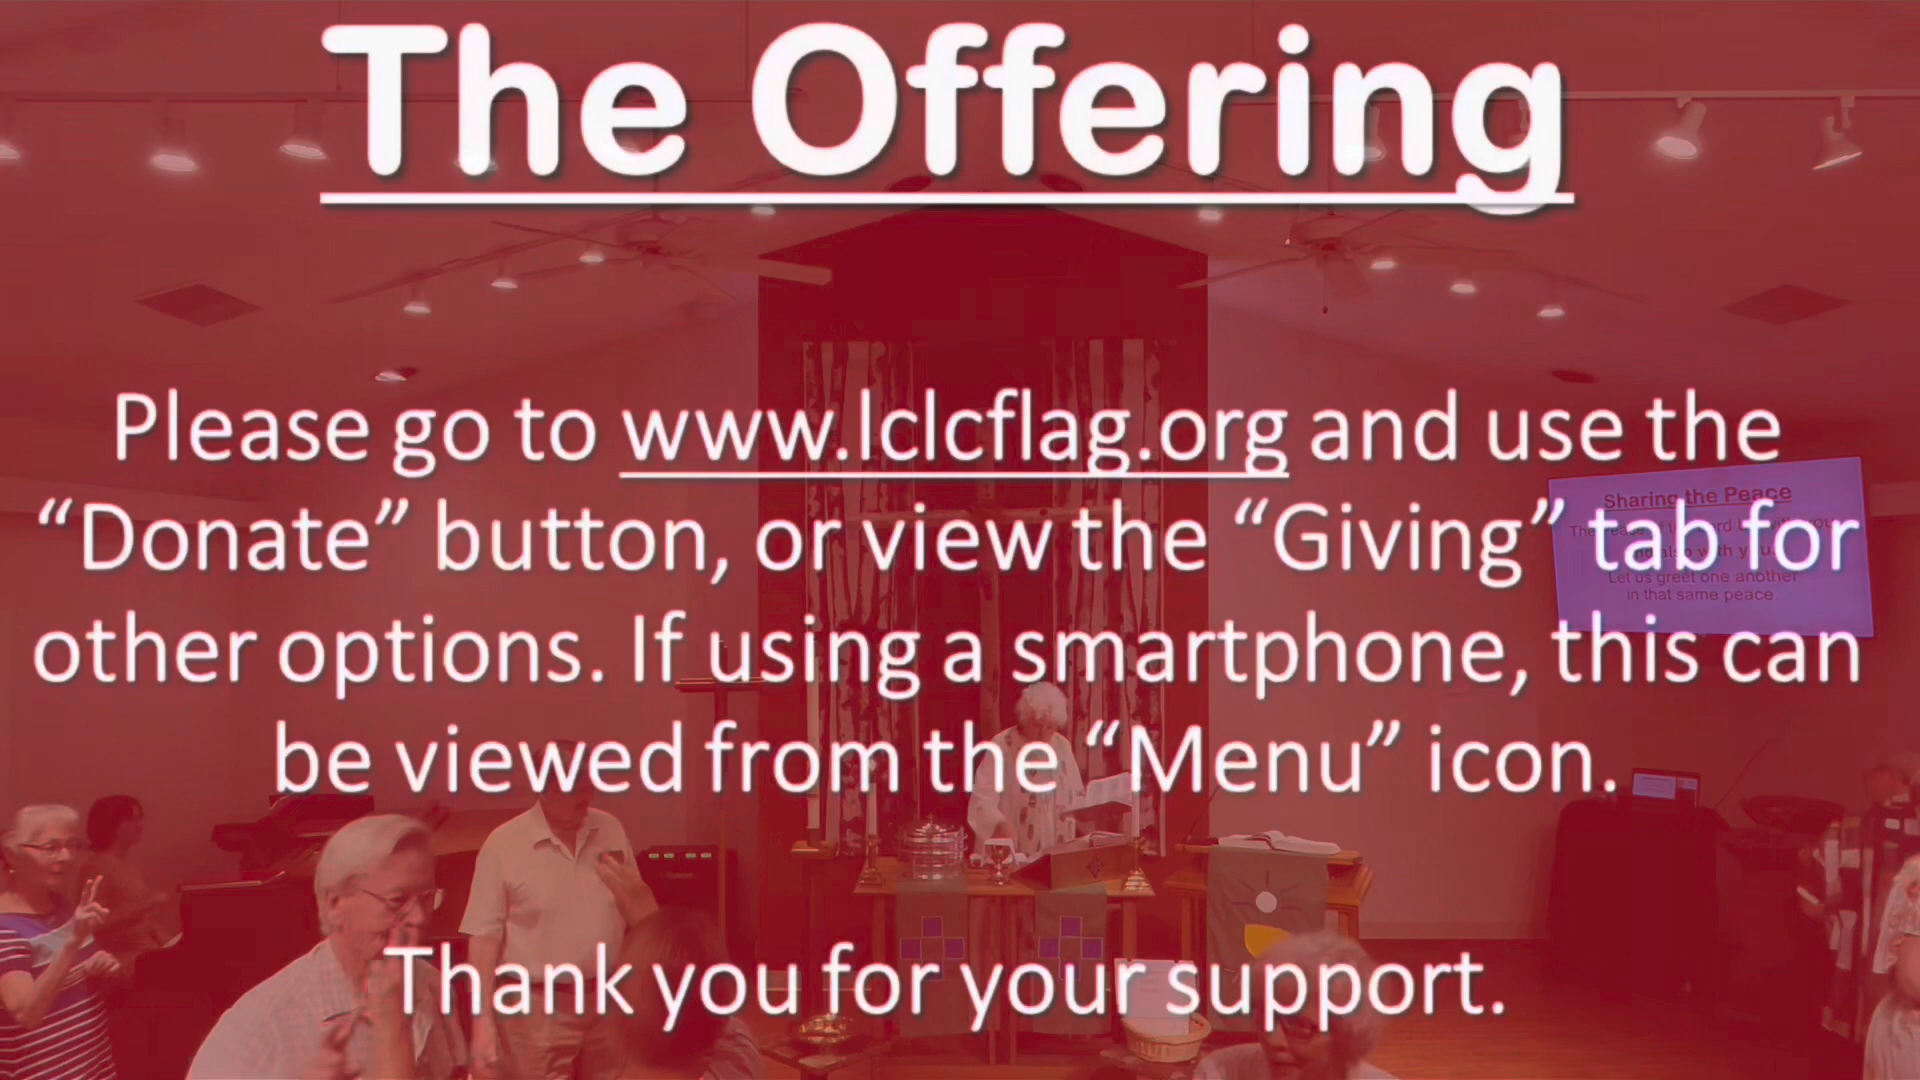 The Offering
Please go to www.lclcflag.org and use the
“Donate” button, or view the “Giving” tab for
other options. If using a smartphone, this can
be viewed from the “Menu” icon.
Thank you for your support.
Sharing the Peace
Let us greet one another
in that same peace.